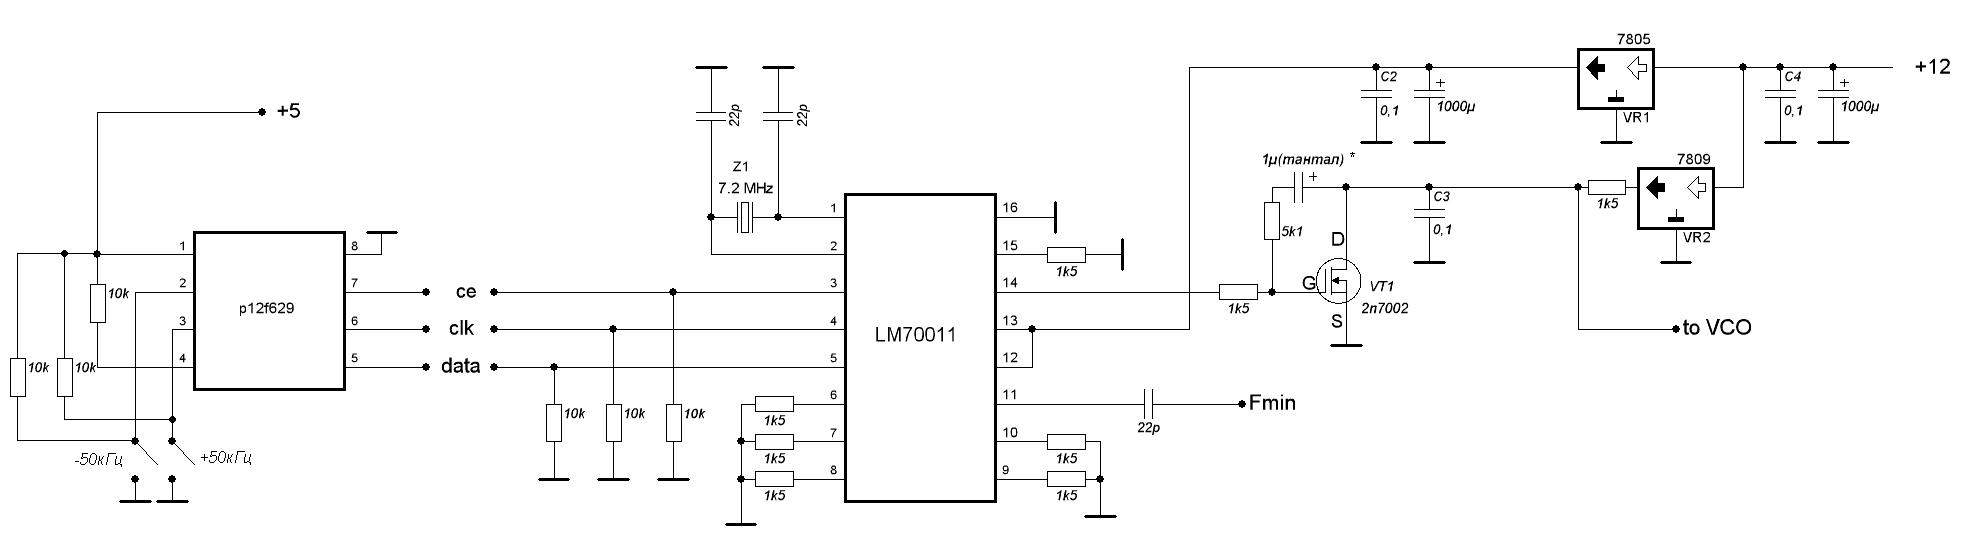 7805
+12
C2
0,1
+
1000µ
VR1
C4
0,1
+
1000µ
+5
22p
22p
Z1
7.2 MHz
1µ(тантал) *
+
7809
1k5
VR2
C3
0,1
5k1
1
2
3
4
8
7
6
5
p12f629
10k
10k
10k
-50кГц
+50кГц
ce
clk
data
10k
10k
10k
1
2
3
4
5
6
7
8
LM70011
16
15
14
13
12
11
10
9
1k5
1k5
1k5
1k5
1k5
D
G
S
VT1
2n7002
to VCO
22p
Fmin
1k5
1k5